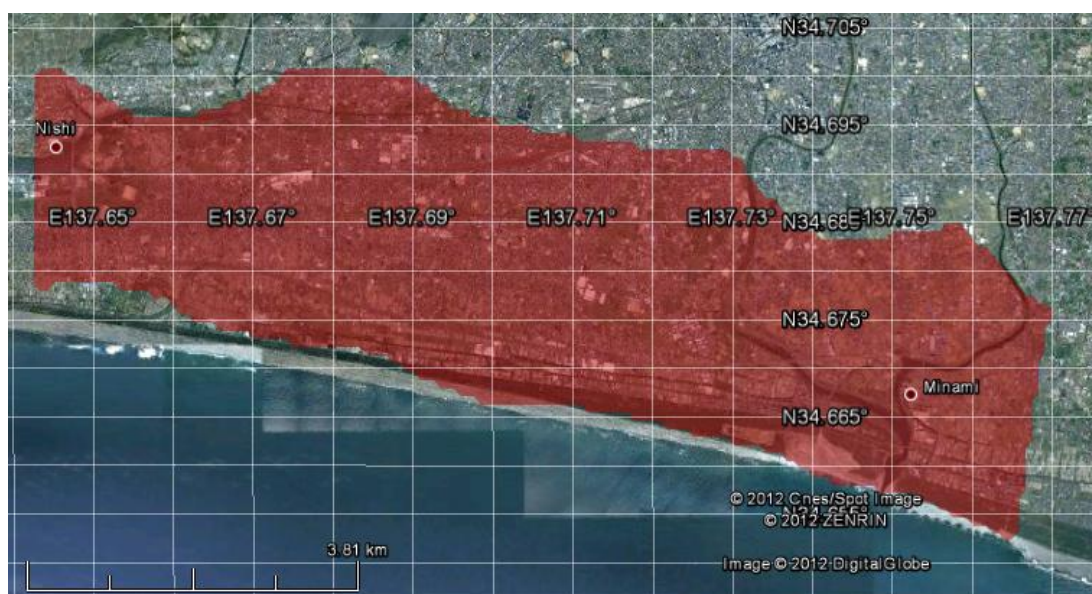 N34.705°
Nishi
N34.695°
E137.65°
E137.67°
E137.69°
E137.71°
E137.73°
E137.75°
E137.77
N34.675°
Minami
N34.665°
© 2012 Cnes/Spot Image
© 2012 ZENRIN
3.81 km
Image © 2012 DigitalGlobe